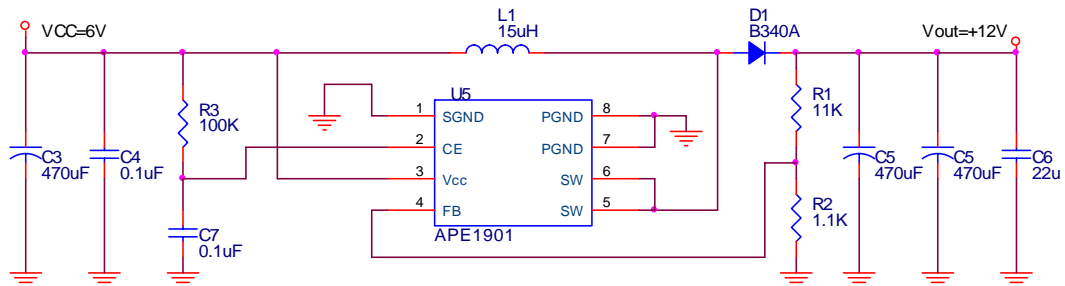 VCC=6V
L1
15uH
D1
B340A
Vout=+12V
R3
100K
U5
1
SGND
PGND
8
2
CE
PGND
7
3
Vcc
SW
6
4
FB
SW
5
APE1901
R1
11K
R2
1.1K
C3
470uF
C4
0.1uF
C7
0.1uF
C5
470uF
C5
470uF
C6
22u